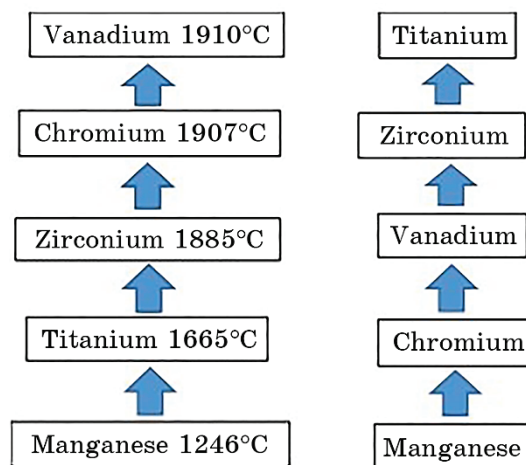 Vanadium 1910°C
Chromium 1907°C
Zirconium 1885°C
Titanium 1665°C
Manganese 1246°C
Titanium
Zirconium
Vanadium
Chromium
Manganese